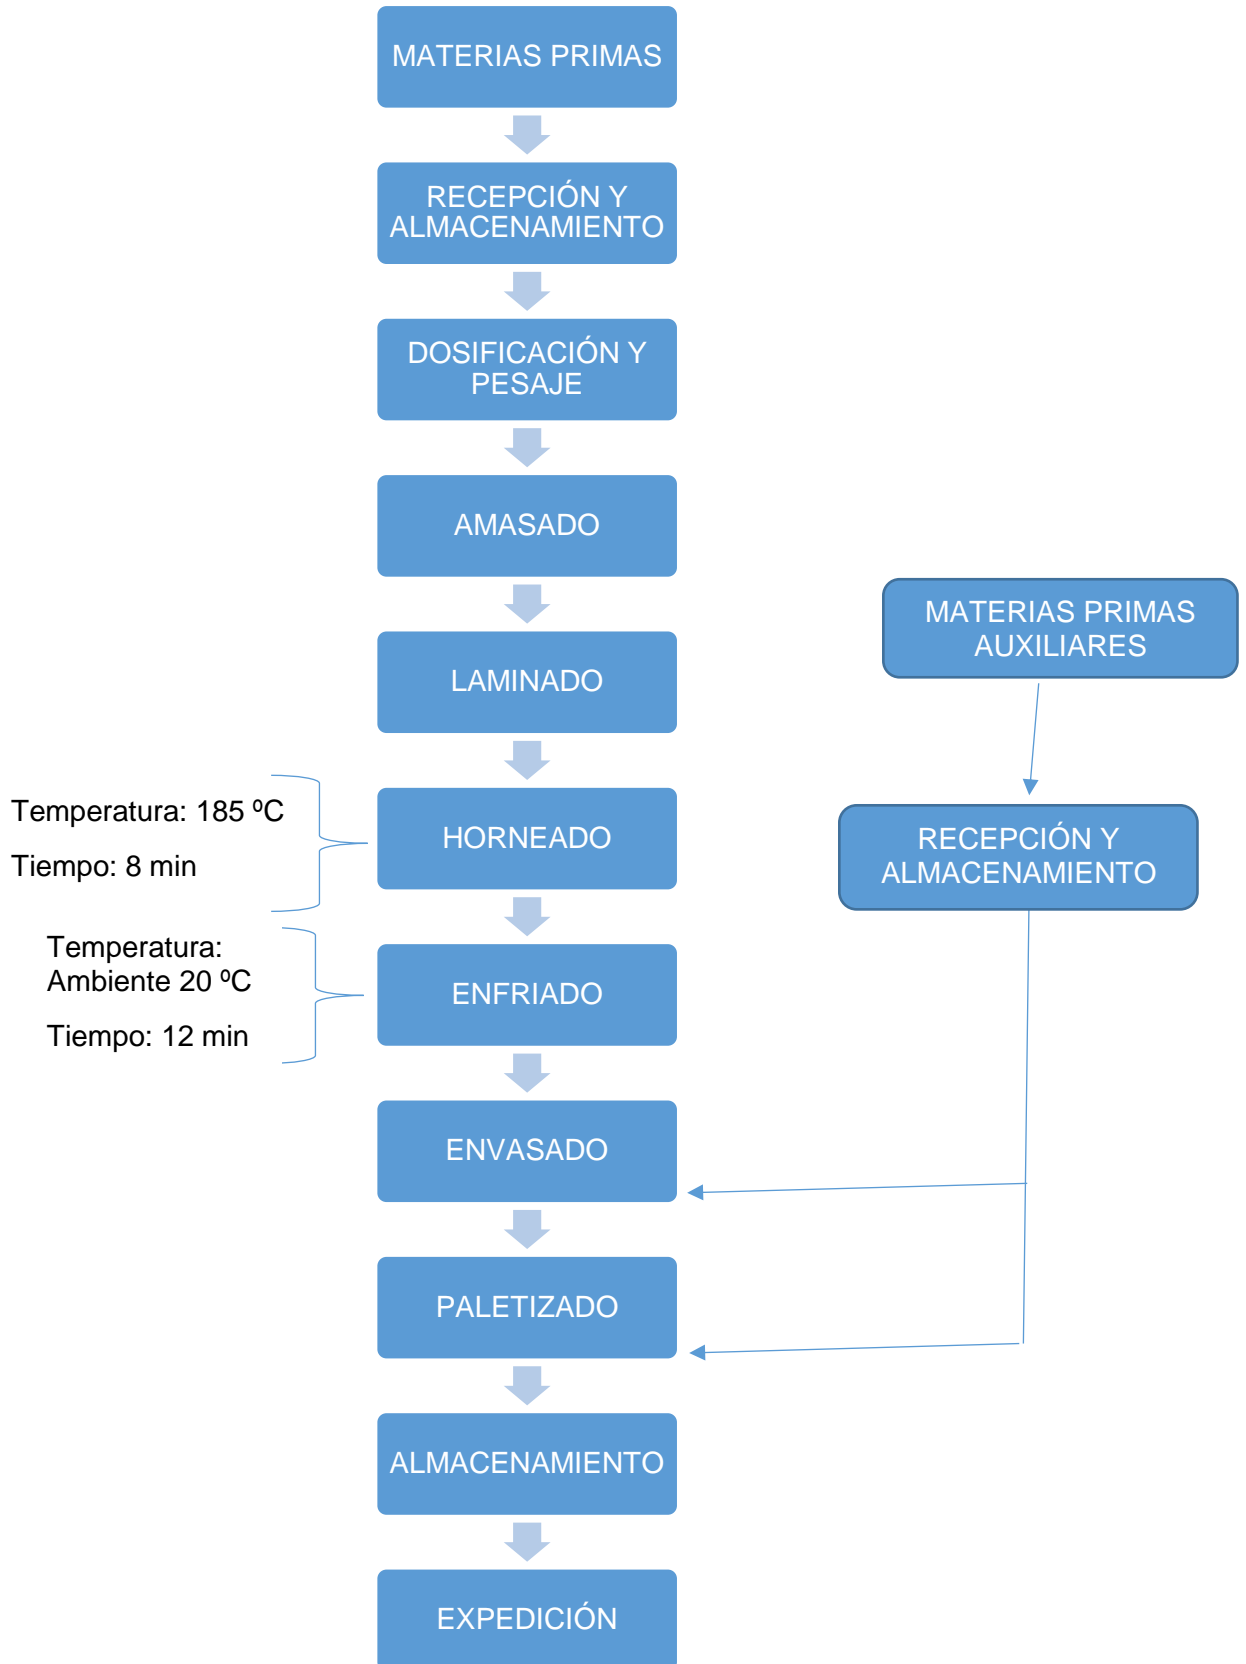 MATERIAS PRIMAS
RECEPCIÓN Y
ALMACENAMIENTO
DOSIFICACIÓN Y
PESAJE
AMASADO
LAMINADO
HORNEADO
Temperatura: 185 ºC
Tiempo: 8 min
ENFRIADO
Temperatura:
Ambiente 20 ºC
Tiempo: 12 min
ENVASADO
PALETIZADO
ALMACENAMIENTO
EXPEDICIÓN
MATERIAS PRIMAS
AUXILIARES
RECEPCIÓN Y
ALMACENAMIENTO